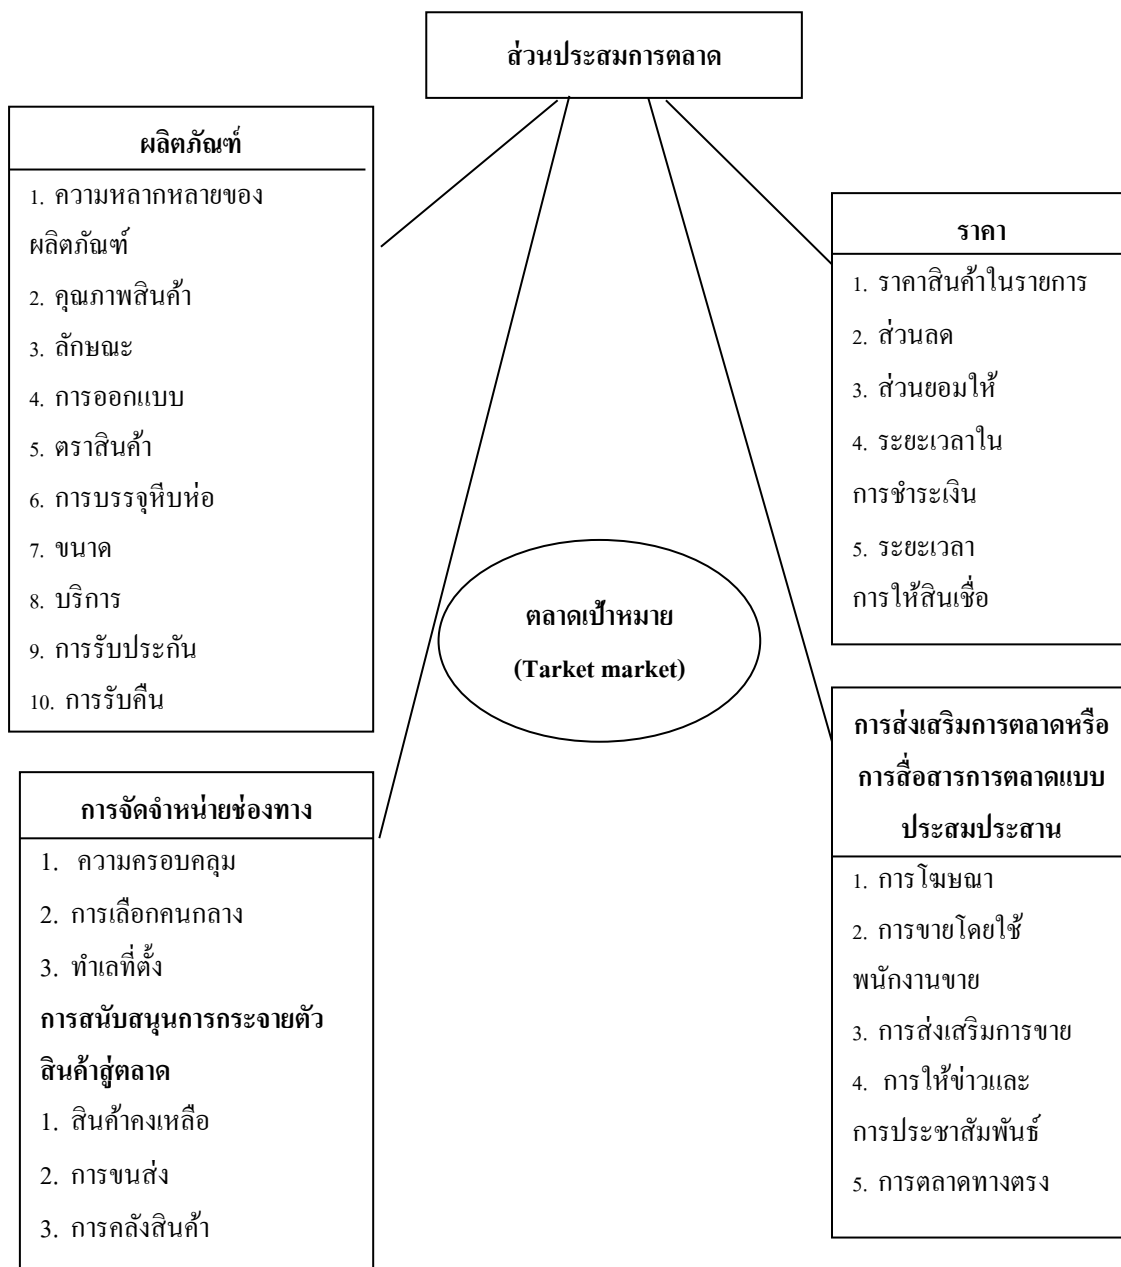 ส่วนประสมการตลาด
ผลิตภัณฑ์
1. ความหลากหลายของ
ผลิตภัณฑ์
2. คุณภาพสินค้า
3. ลักษณะ
4. การออกแบบ
5. ตราสินค้า
6. การบรรจุหีบห่อ
7. ขนาด
8. บริการ
9. การรับประกัน
10. การรับคืน
ราคา
1. ราคาสินค้าในรายการ
2. ส่วนลด
3. ส่วนยอมให้
4. ระยะเวลาใน
การชำระเงิน
5. ระยะเวลา
การให้สินเชื่อ
ตลาดเป้าหมาย
(Tarket market)
การจัดจำหน่ายช่องทาง
1. ความครอบคลุม
2. การเลือกคนกลาง
3. ทำเลที่ตั้ง
การสนับสนุนการกระจายตัว
สินค้าสู่ตลาด
1. สินค้าคงเหลือ
2. การขนส่ง
3. การคลังสินค้า
การส่งเสริมการตลาดหรือ
การสื่อสารการตลาดแบบ
ประสมประสาน
1. การโฆษณา
2. การขายโดยใช้
พนักงานขาย
3. การส่งเสริมการขาย
4. การให้ข่าวและ
การประชาสัมพันธ์
5. การตลาดทางตรง